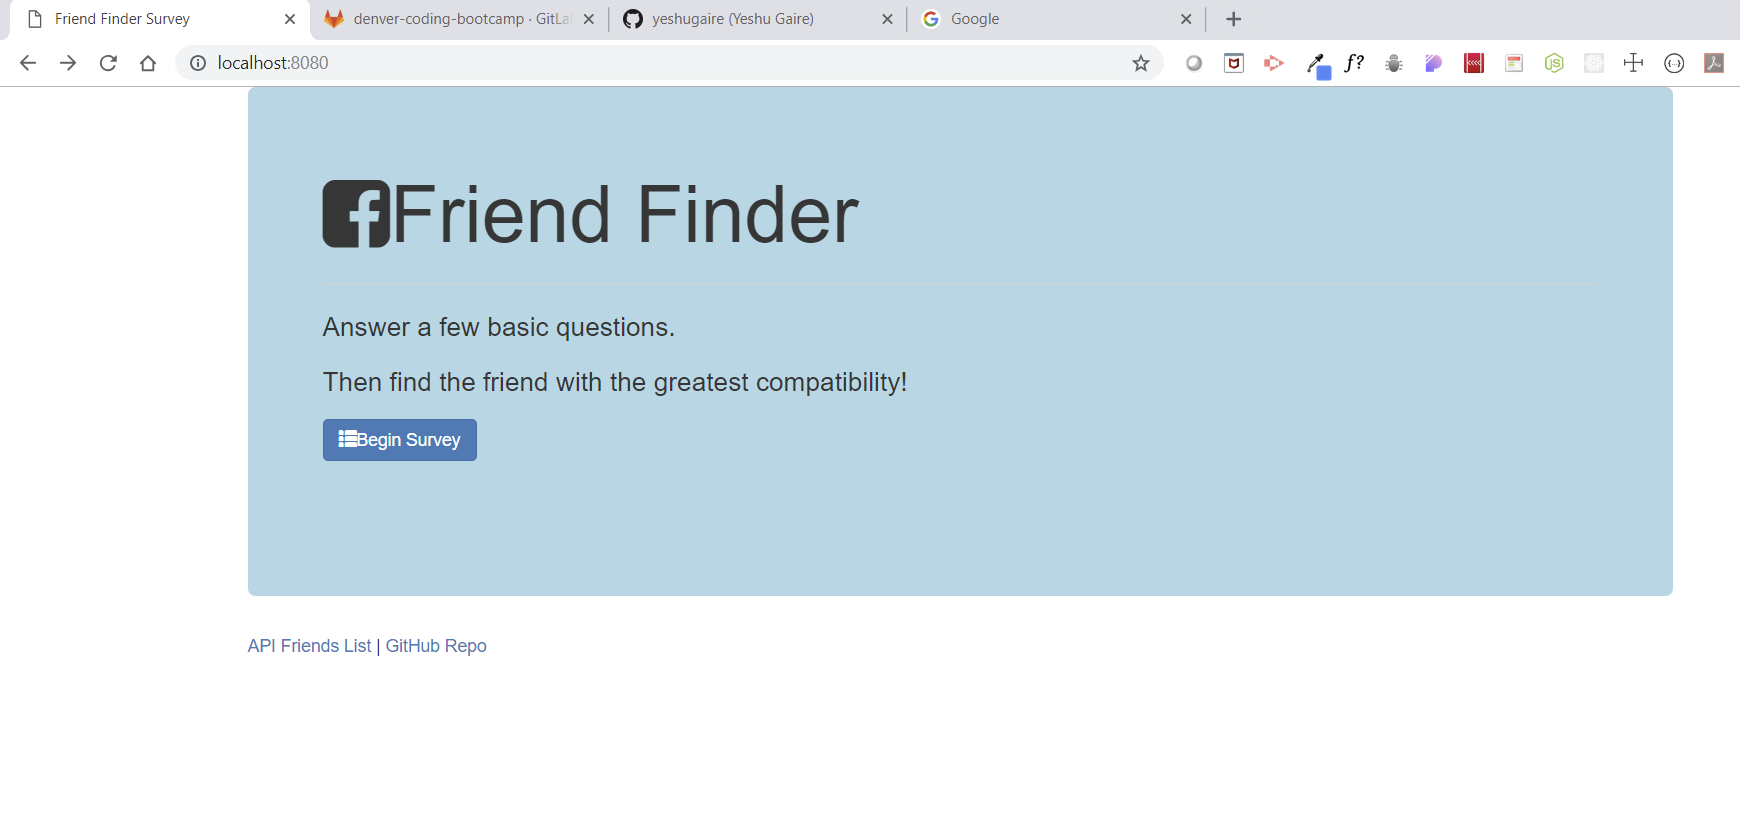 Friend Finder Survey
denver-coding-bootcamp · GitLa
yeshugaire (Yeshu Gaire)
Google
localhost:8080
f?
Friend Finder
Answer a few basic questions.
Then find the friend with the greatest compatibility!
Begin Survey
API Friends List | GitHub Repo